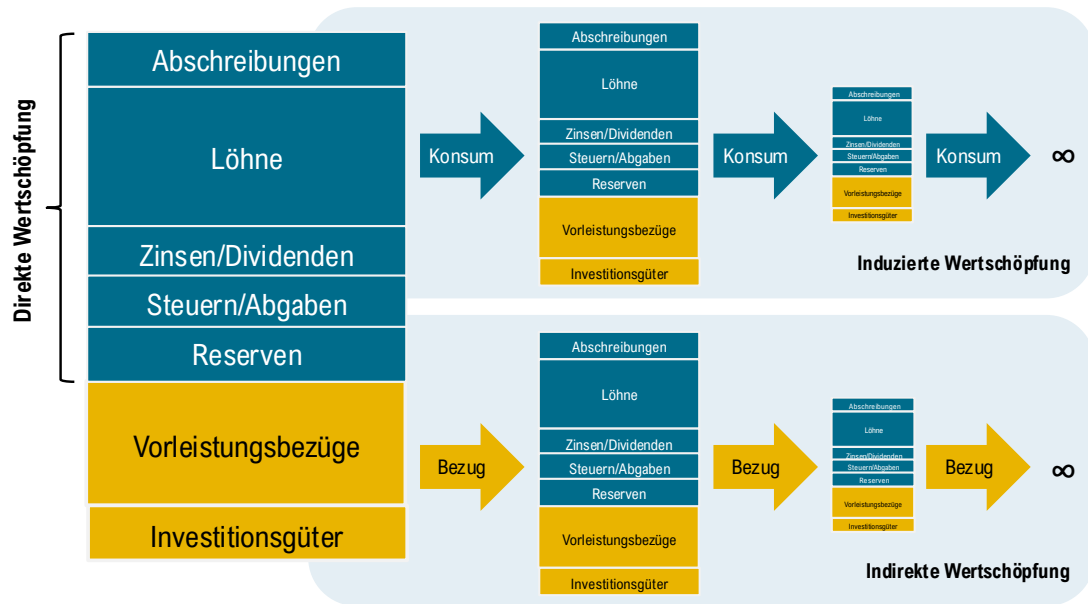 Direkte Wertschöpfung
Abschreibungen
Löhne
Zinsen/Dividenden
Steuern/Abgaben
Reserven
Vorleistungsbezüge
Investitionsgüter
Konsum
Abschreibungen
Löhne
Zinsen/Dividenden
Steuern/Abgaben
Reserven
Vorleistungsbezüge
Investitionsgüter
Konsum
Abschreibungen
Löhne
Zinsen/Dividenden
Steuern/Abgaben
Reserven
Vorleistungsbezüge
Investitionsgüter
Konsum
∞
Induzierte Wertschöpfung
Bezug
Abschreibungen
Löhne
Zinsen/Dividenden
Steuern/Abgaben
Reserven
Vorleistungsbezüge
Investitionsgüter
Bezug
Abschreibungen
Löhne
Zinsen/Dividenden
Steuern/Abgaben
Reserven
Vorleistungsbezüge
Investitionsgüter
Bezug
∞
Indirekte Wertschöpfung